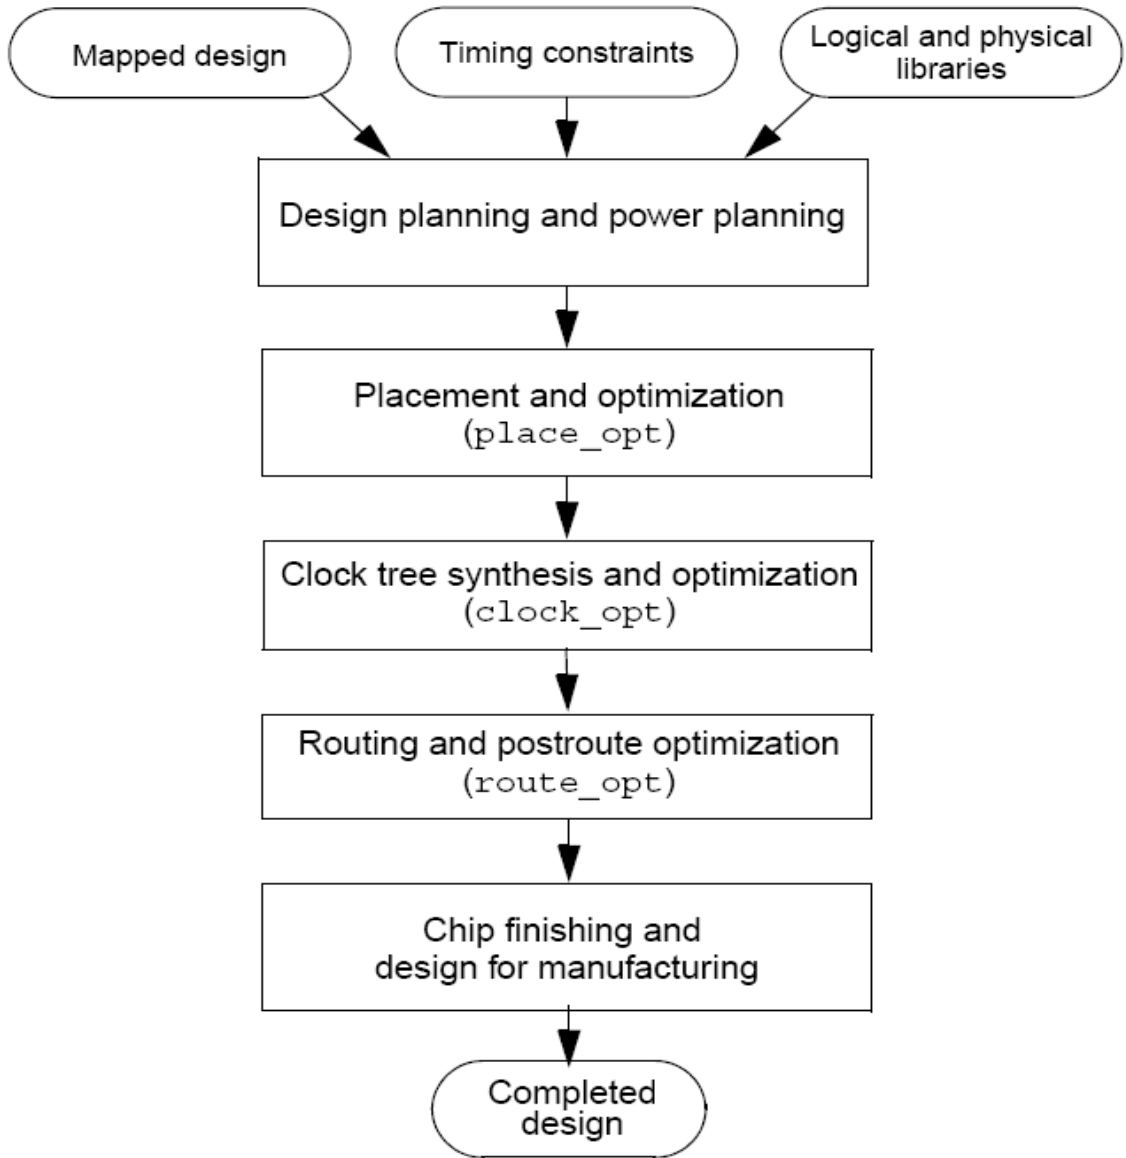 Mapped design
Timing constraints
Logical and physical
libraries
Design planning and power planning
Placement and optimization
(place_opt)
Clock tree synthesis and optimization
(clock_opt)
Routing and postroute optimization
(route_opt)
Chip finishing and
design for manufacturing
Completed
design